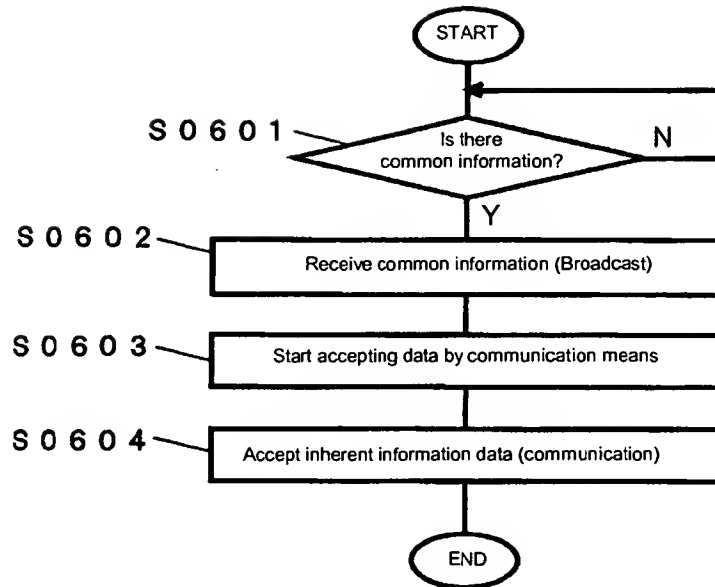 START
S0601
Is there
common information?
N
Y
S0602
Receive common information (Broadcast)
S0603
Start accepting data by communication means
S0604
Accept inherent information data (communication)
END